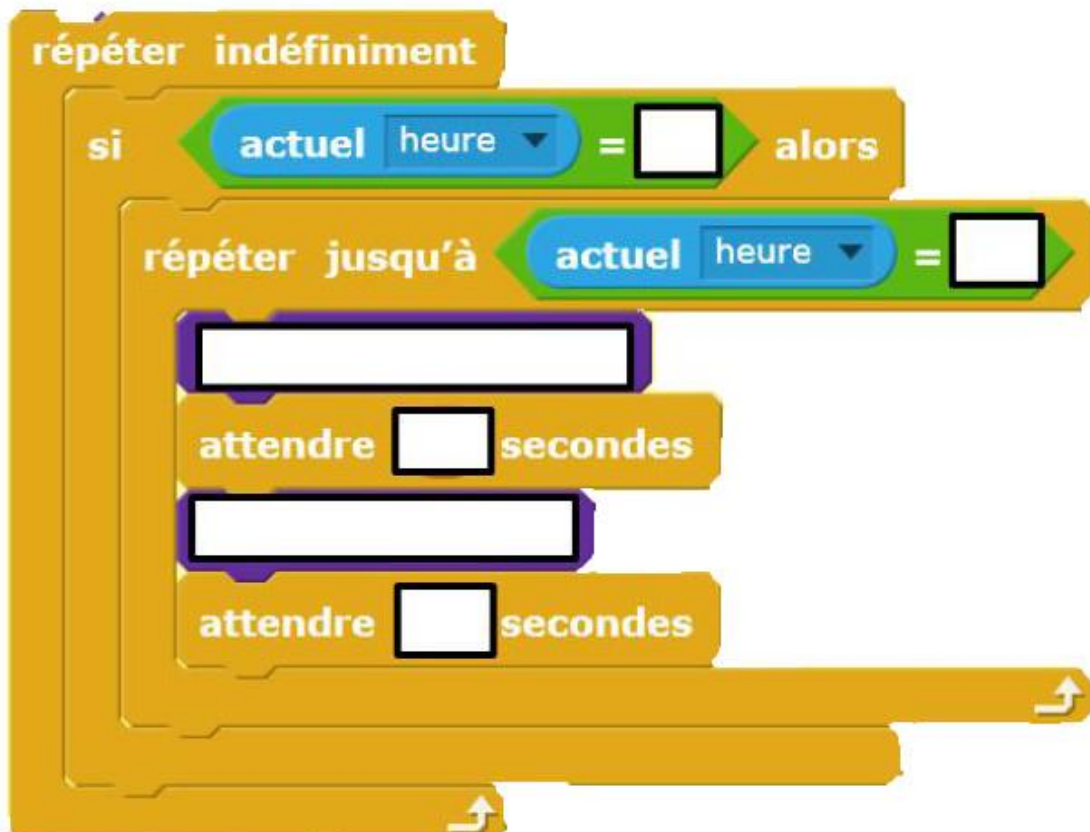 répéter indéfiniment
si actuel heure = alors
répéter jusqu'à actuel heure =
attendre secondes
attendre secondes